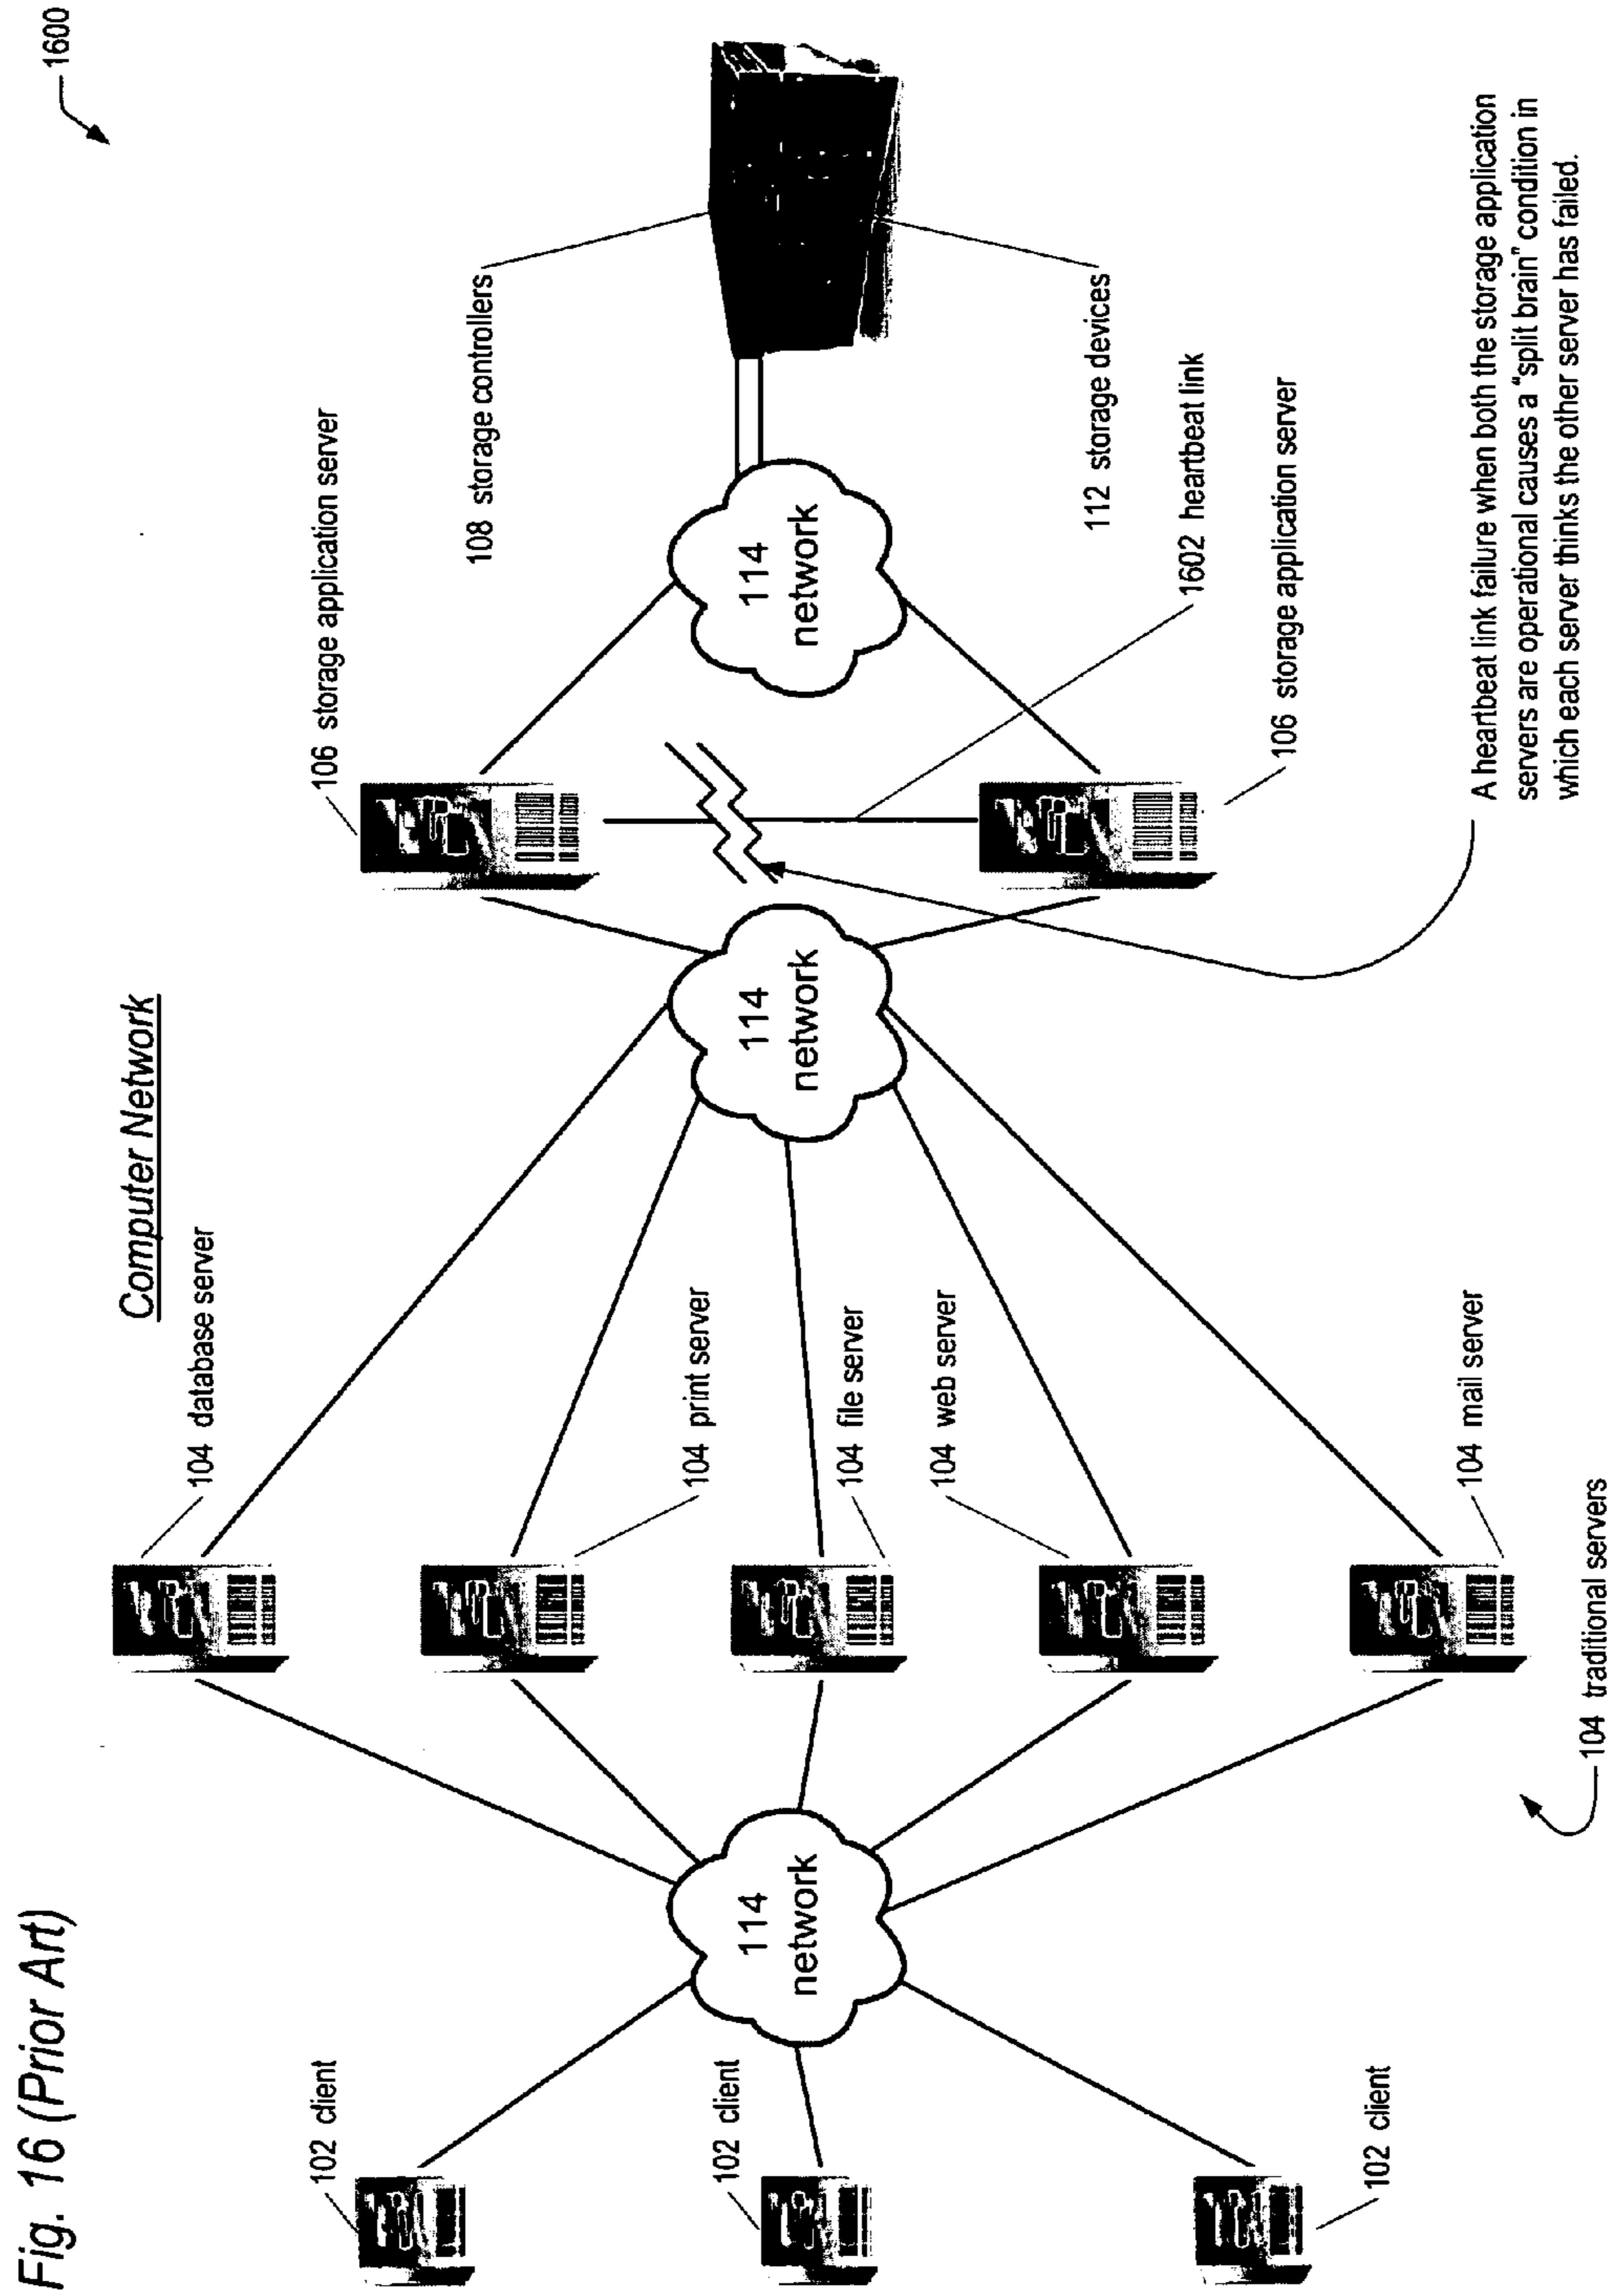 Fig. 16 (Prior Art)
Computer Network
1600
102 client
102 client
102 client
114
network
104 database server
104 print server
104 file server
104 web server
104 mail server
104 traditional servers
114
network
106 storage application server
106 storage application server
1602 heartbeat link
114
network
108 storage controllers
112 storage devices
A heartbeat link failure when both the storage application
servers are operational causes a "split brain" condition in
which each server thinks the other server has failed.